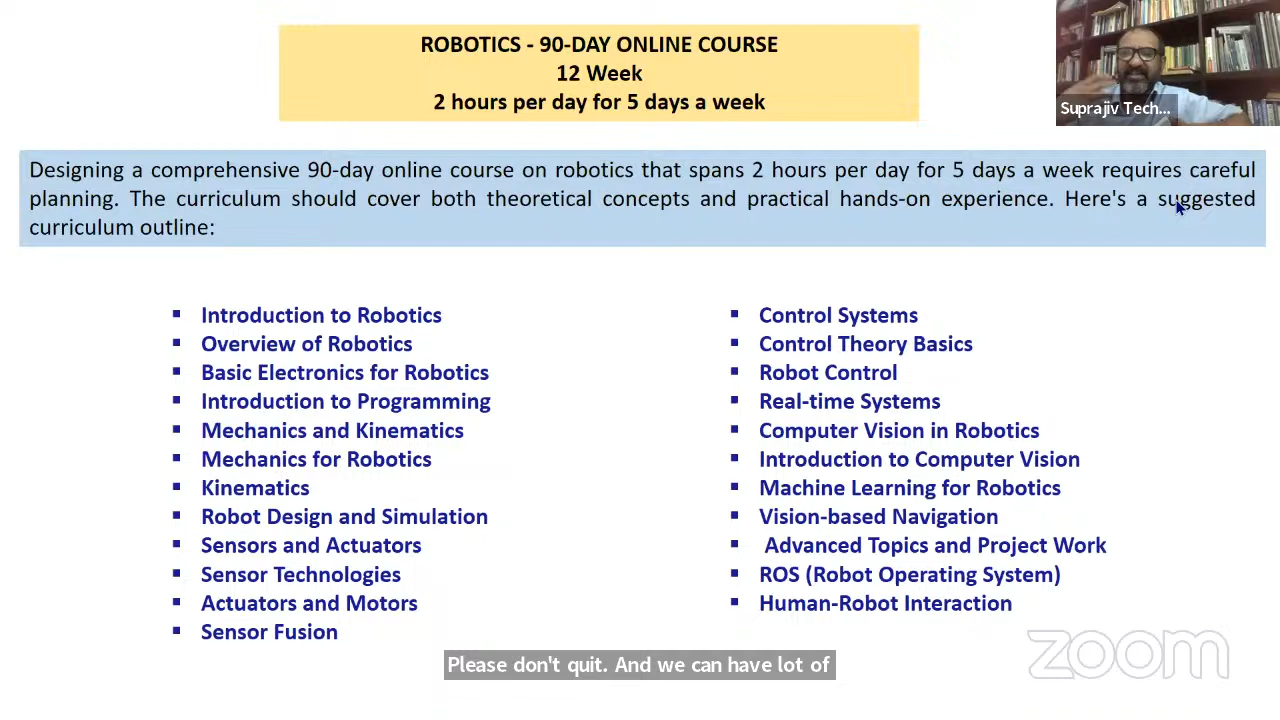 ROBOTICS - 90-DAY ONLINE COURSE
12 Week
2 hours per day for 5 days a week
Suprajiv Tech...
Designing a comprehensive 90-day online course on robotics that spans 2 hours per day for 5 days a week requires careful
planning. The curriculum should cover both theoretical concepts and practical hands-on experience. Here's a suggested
curriculum outline:
Introduction to Robotics
Overview of Robotics
Basic Electronics for Robotics
Introduction to Programming
Mechanics and Kinematics
Mechanics for Robotics
Kinematics
Robot Design and Simulation
Sensors and Actuators
Sensor Technologies
Actuators and Motors
Sensor Fusion
Control Systems
Control Theory Basics
Robot Control
Real-time Systems
Computer Vision in Robotics
Introduction to Computer Vision
Machine Learning for Robotics
Vision-based Navigation
Advanced Topics and Project Work
ROS (Robot Operating System)
Human-Robot Interaction
zoom
Please don't quit. And we can have lot of